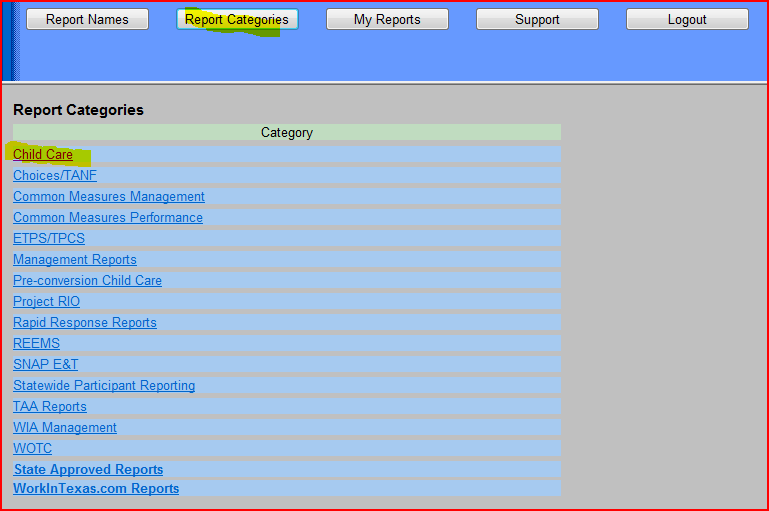 Report Names Report Categories My Reports Support Logout
Report Categories
Category
Child Care
Choices/TANF
Common Measures Management
Common Measures Performance
ETPS/TPCS
Management Reports
Pre-conversion Child Care
Project RIO
Rapid Response Reports
REEMS
SNAP E&T
Statewide Participant Reporting
TAA Reports
WIA Management
WOTC
State Approved Reports
WorkInTexas.com Reports